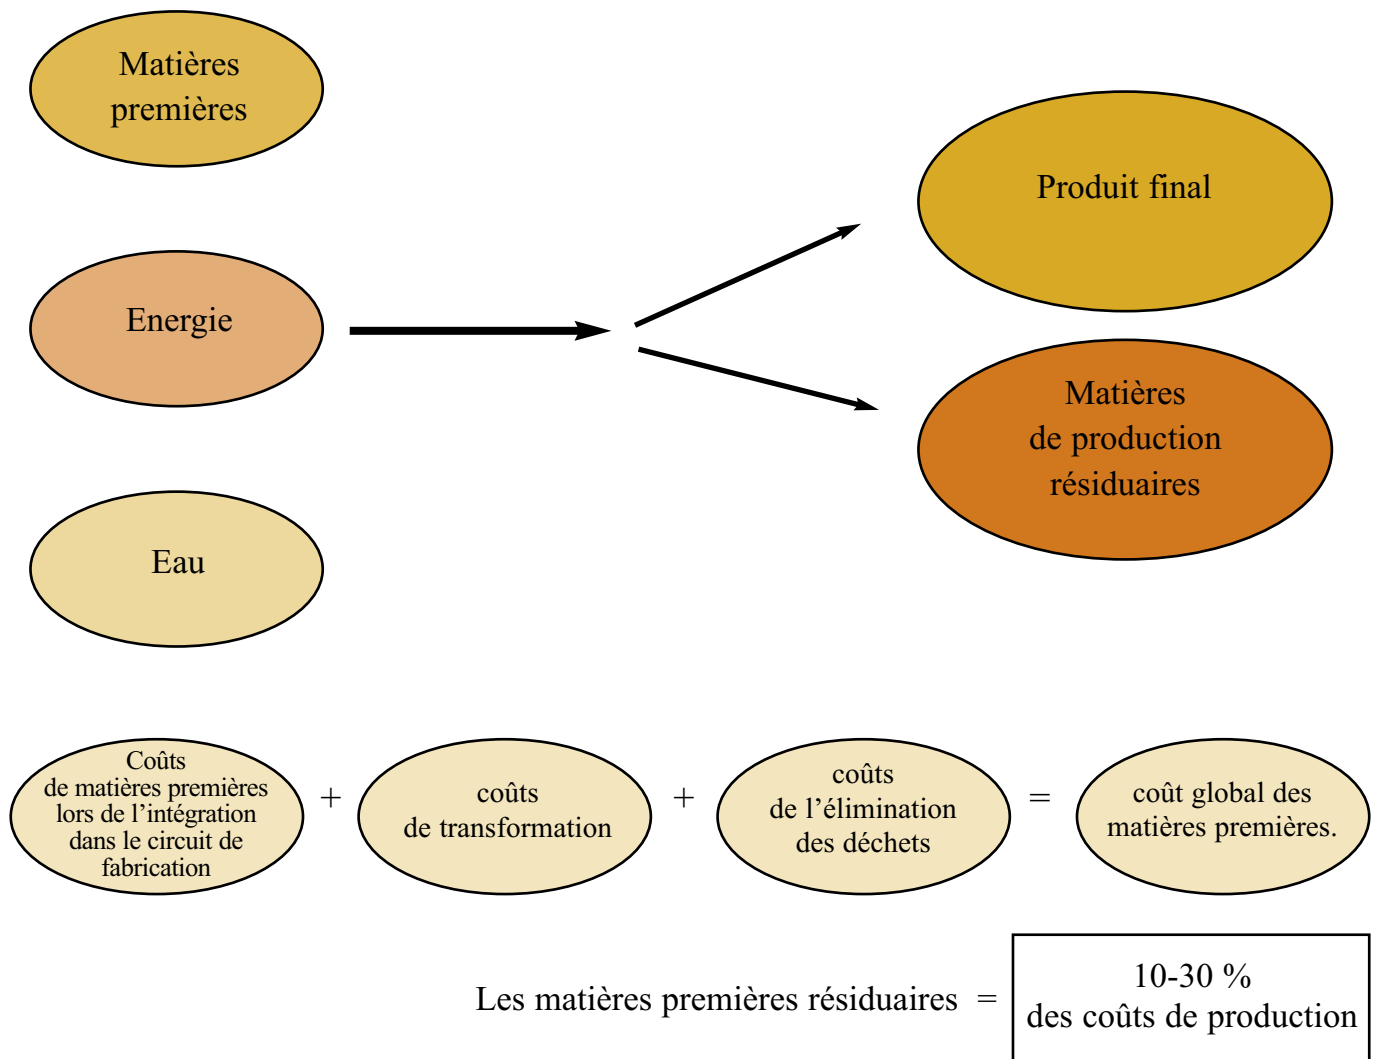 Matières
premières
Produit final
Energie
Matières
de production
résiduaires
Eau
Coûts
de matières premières
lors de l’intégration
dans le circuit de
fabrication
+
coûts
de transformation
+
coûts
de l’élimination
des déchets
=
coût global des
matières premières.
Les matières premières résiduaires =
10-30 %
des coûts de production